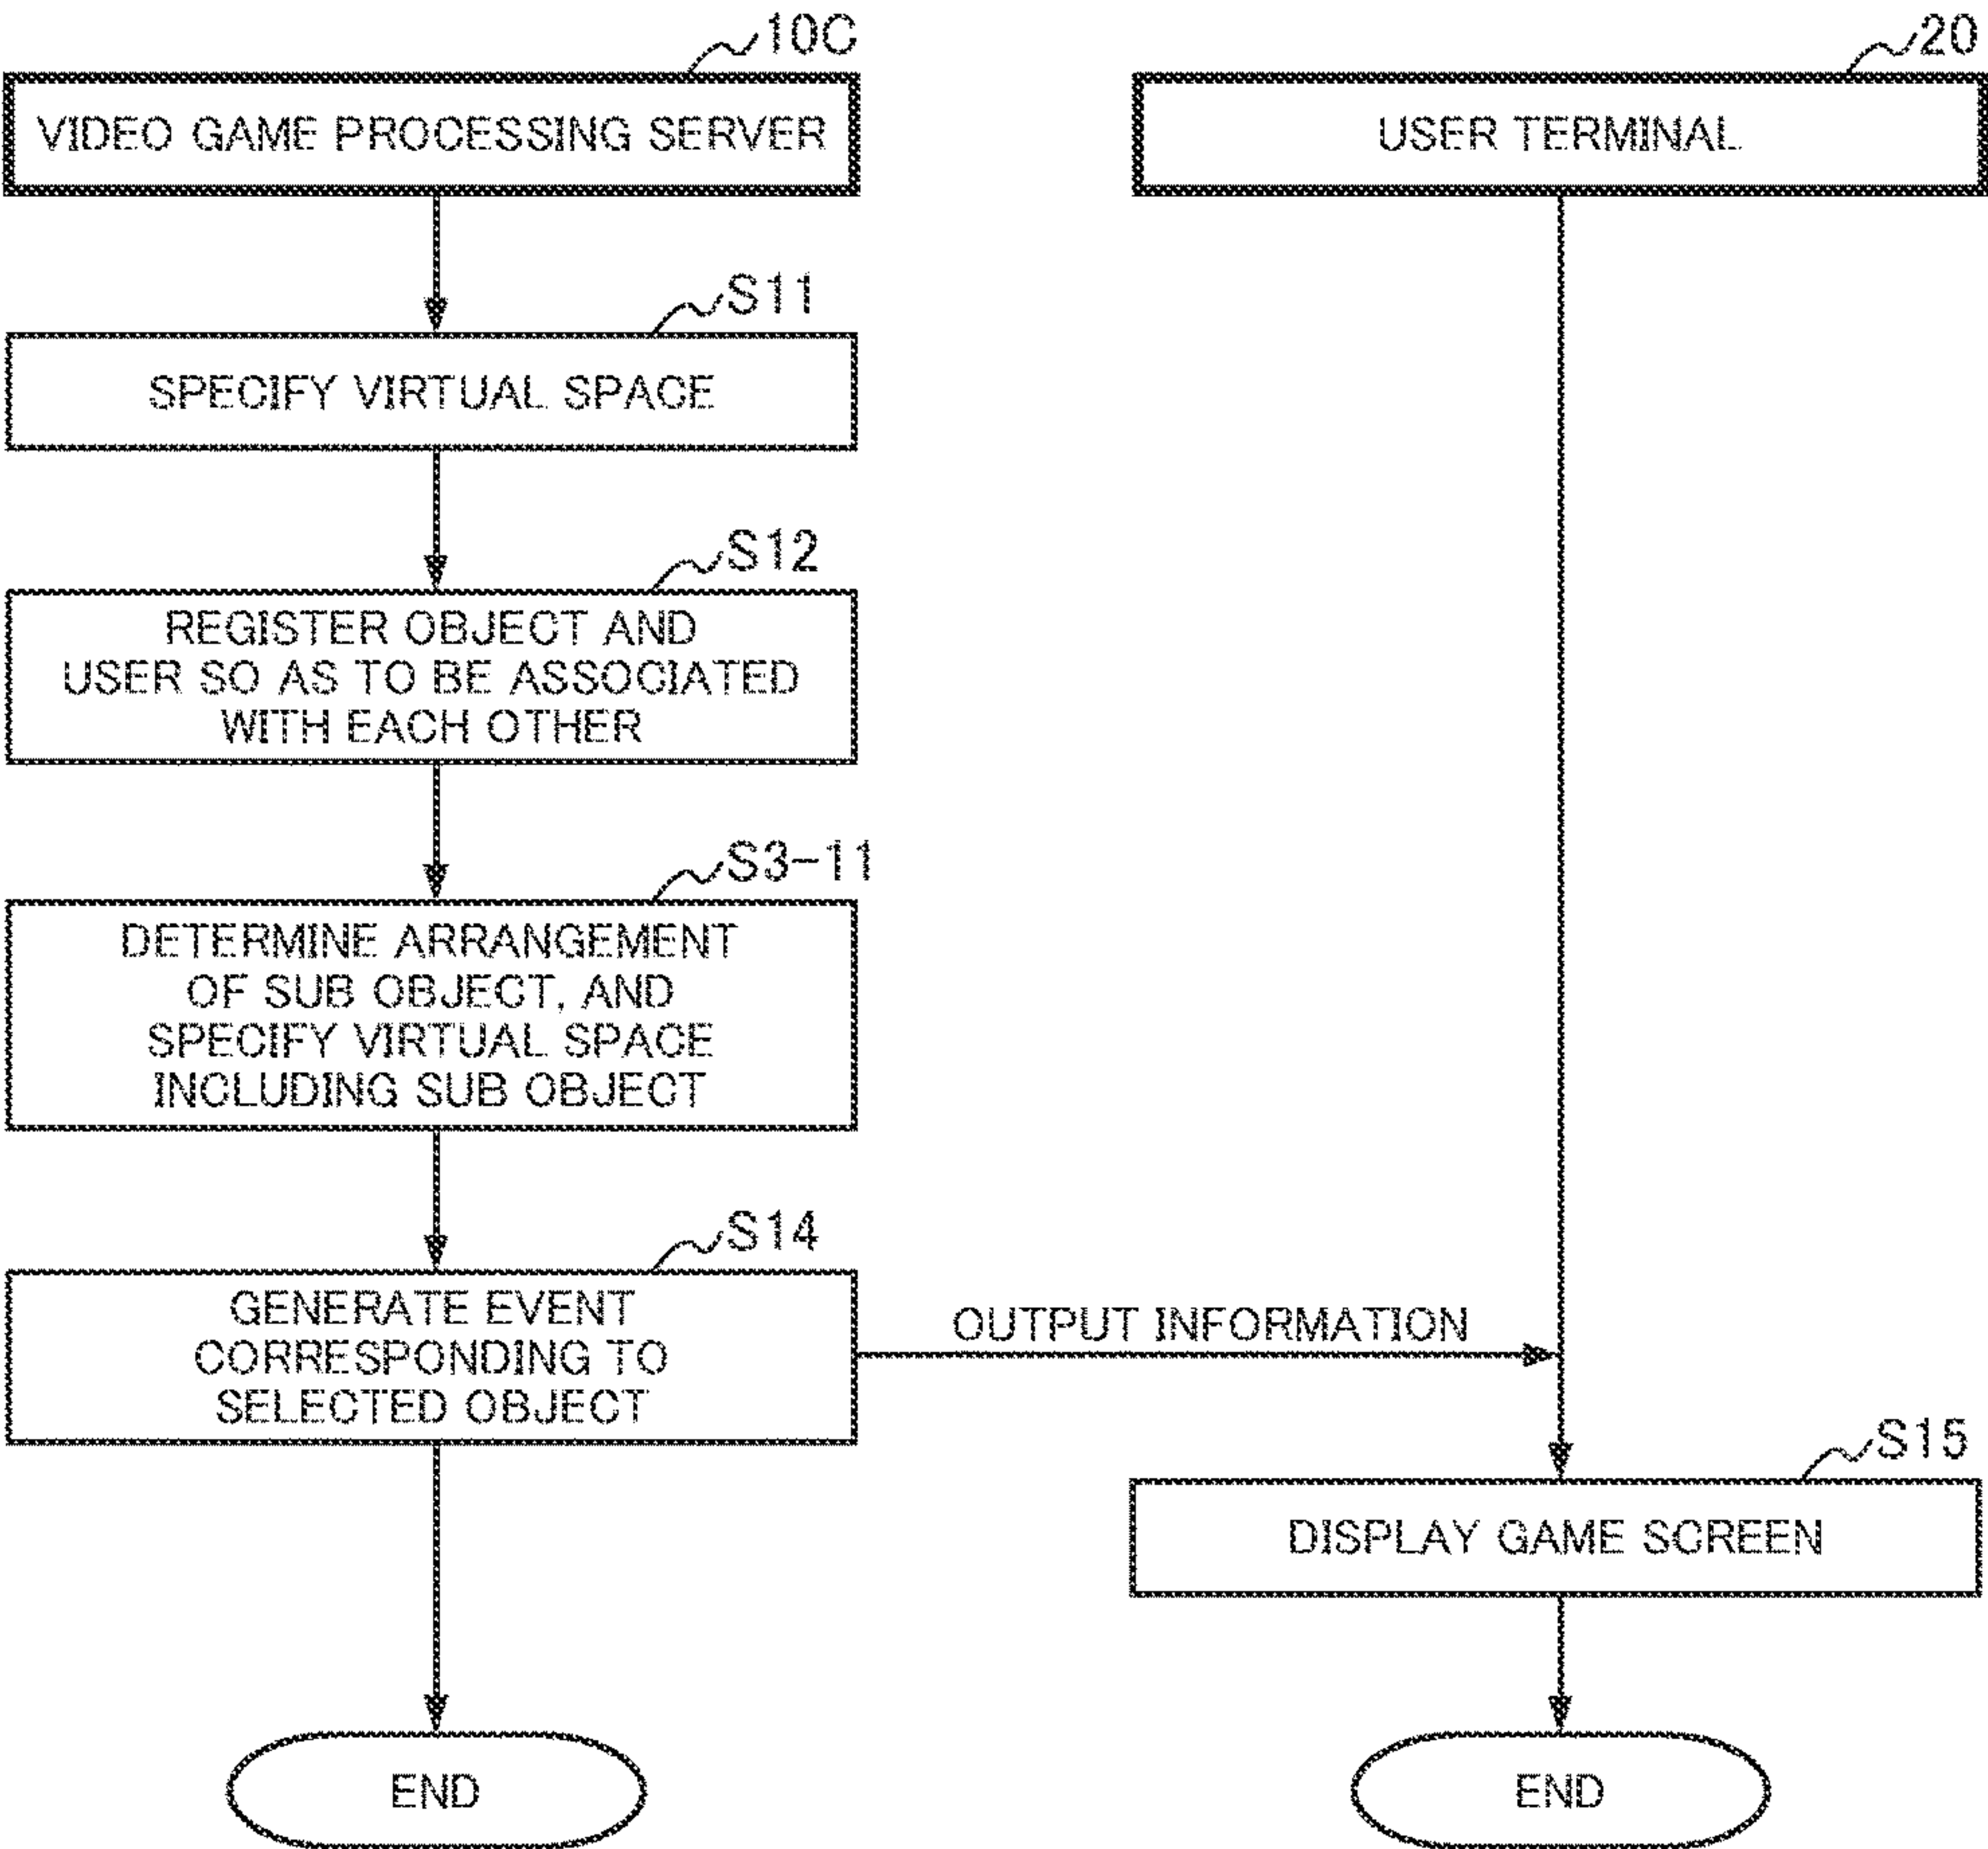 10C
VIDEO GAME PROCESSING SERVER
20
USER TERMINAL
S11
SPECIFY VIRTUAL SPACE
S12
REGISTER OBJECT AND
USER SO AS TO BE ASSOCIATED
WITH EACH OTHER
S3-11
DETERMINE ARRANGEMENT
OF SUB OBJECT, AND
SPECIFY VIRTUAL SPACE
INCLUDING SUB OBJECT
S14
GENERATE EVENT
CORRESPONDING TO
SELECTED OBJECT
OUTPUT INFORMATION
S15
DISPLAY GAME SCREEN
END
END